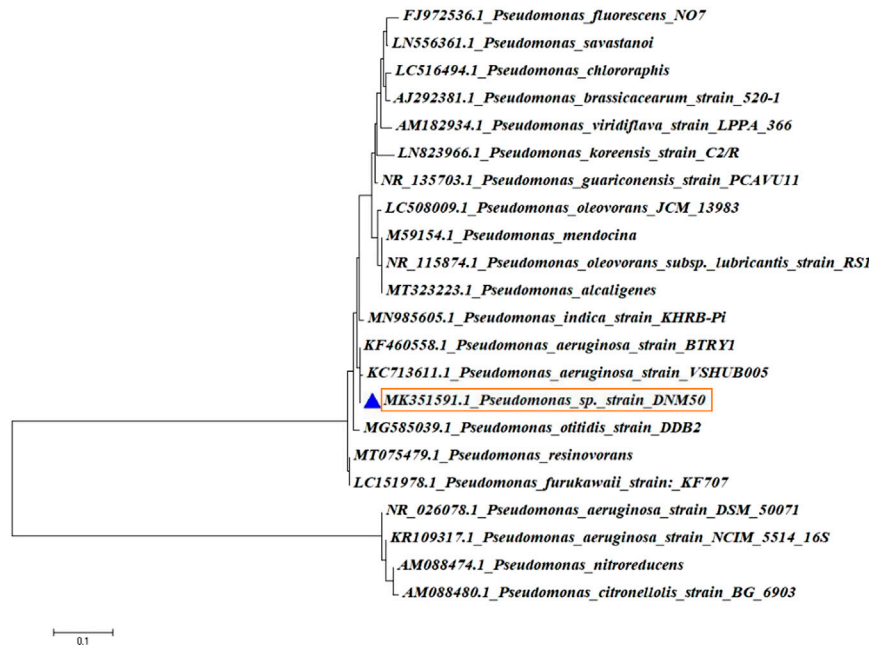 FJ972536.1_Pseudomonas_fluorescens_NO7
LN556361.1_Pseudomonas_savastanoi
LC516494.1_Pseudomonas_chlororaphis
AJ292381.1_Pseudomonas_brassicacearum_strain_520-1
AM182934.1_Pseudomonas_viridiflava_strain_LPPA_366
LN823966.1_Pseudomonas_koreensis_strain_C2/R
NR_135703.1_Pseudomonas_guariconensis_strain_PCAVU11
LC508009.1_Pseudomonas_oleovorans_JCM_13983
M59154.1_Pseudomonas_mendocina
NR_115874.1_Pseudomonas_oleovorans_subsp._lubricantis_strain_RS1
MT323223.1_Pseudomonas_alcaligenes
MN985605.1_Pseudomonas_indica_strain_KHRB-Pi
KF460558.1_Pseudomonas_aeruginosa_strain_BTRY1
KC713611.1_Pseudomonas_aeruginosa_strain_VSHUB005
MK351591.1_Pseudomonas_sp._strain_DNM50
MG585039.1_Pseudomonas_otitidis_strain_DDB2
MT075479.1_Pseudomonas_resinovorans
LC151978.1_Pseudomonas_furukawaii_strain:_KF707
NR_026078.1_Pseudomonas_aeruginosa_strain_DSM_50071
KR109317.1_Pseudomonas_aeruginosa_strain_NCIM_5514_16S
AM088474.1_Pseudomonas_nitroreducens
AM088480.1_Pseudomonas_citronellolis_strain_BG_6903
0.1